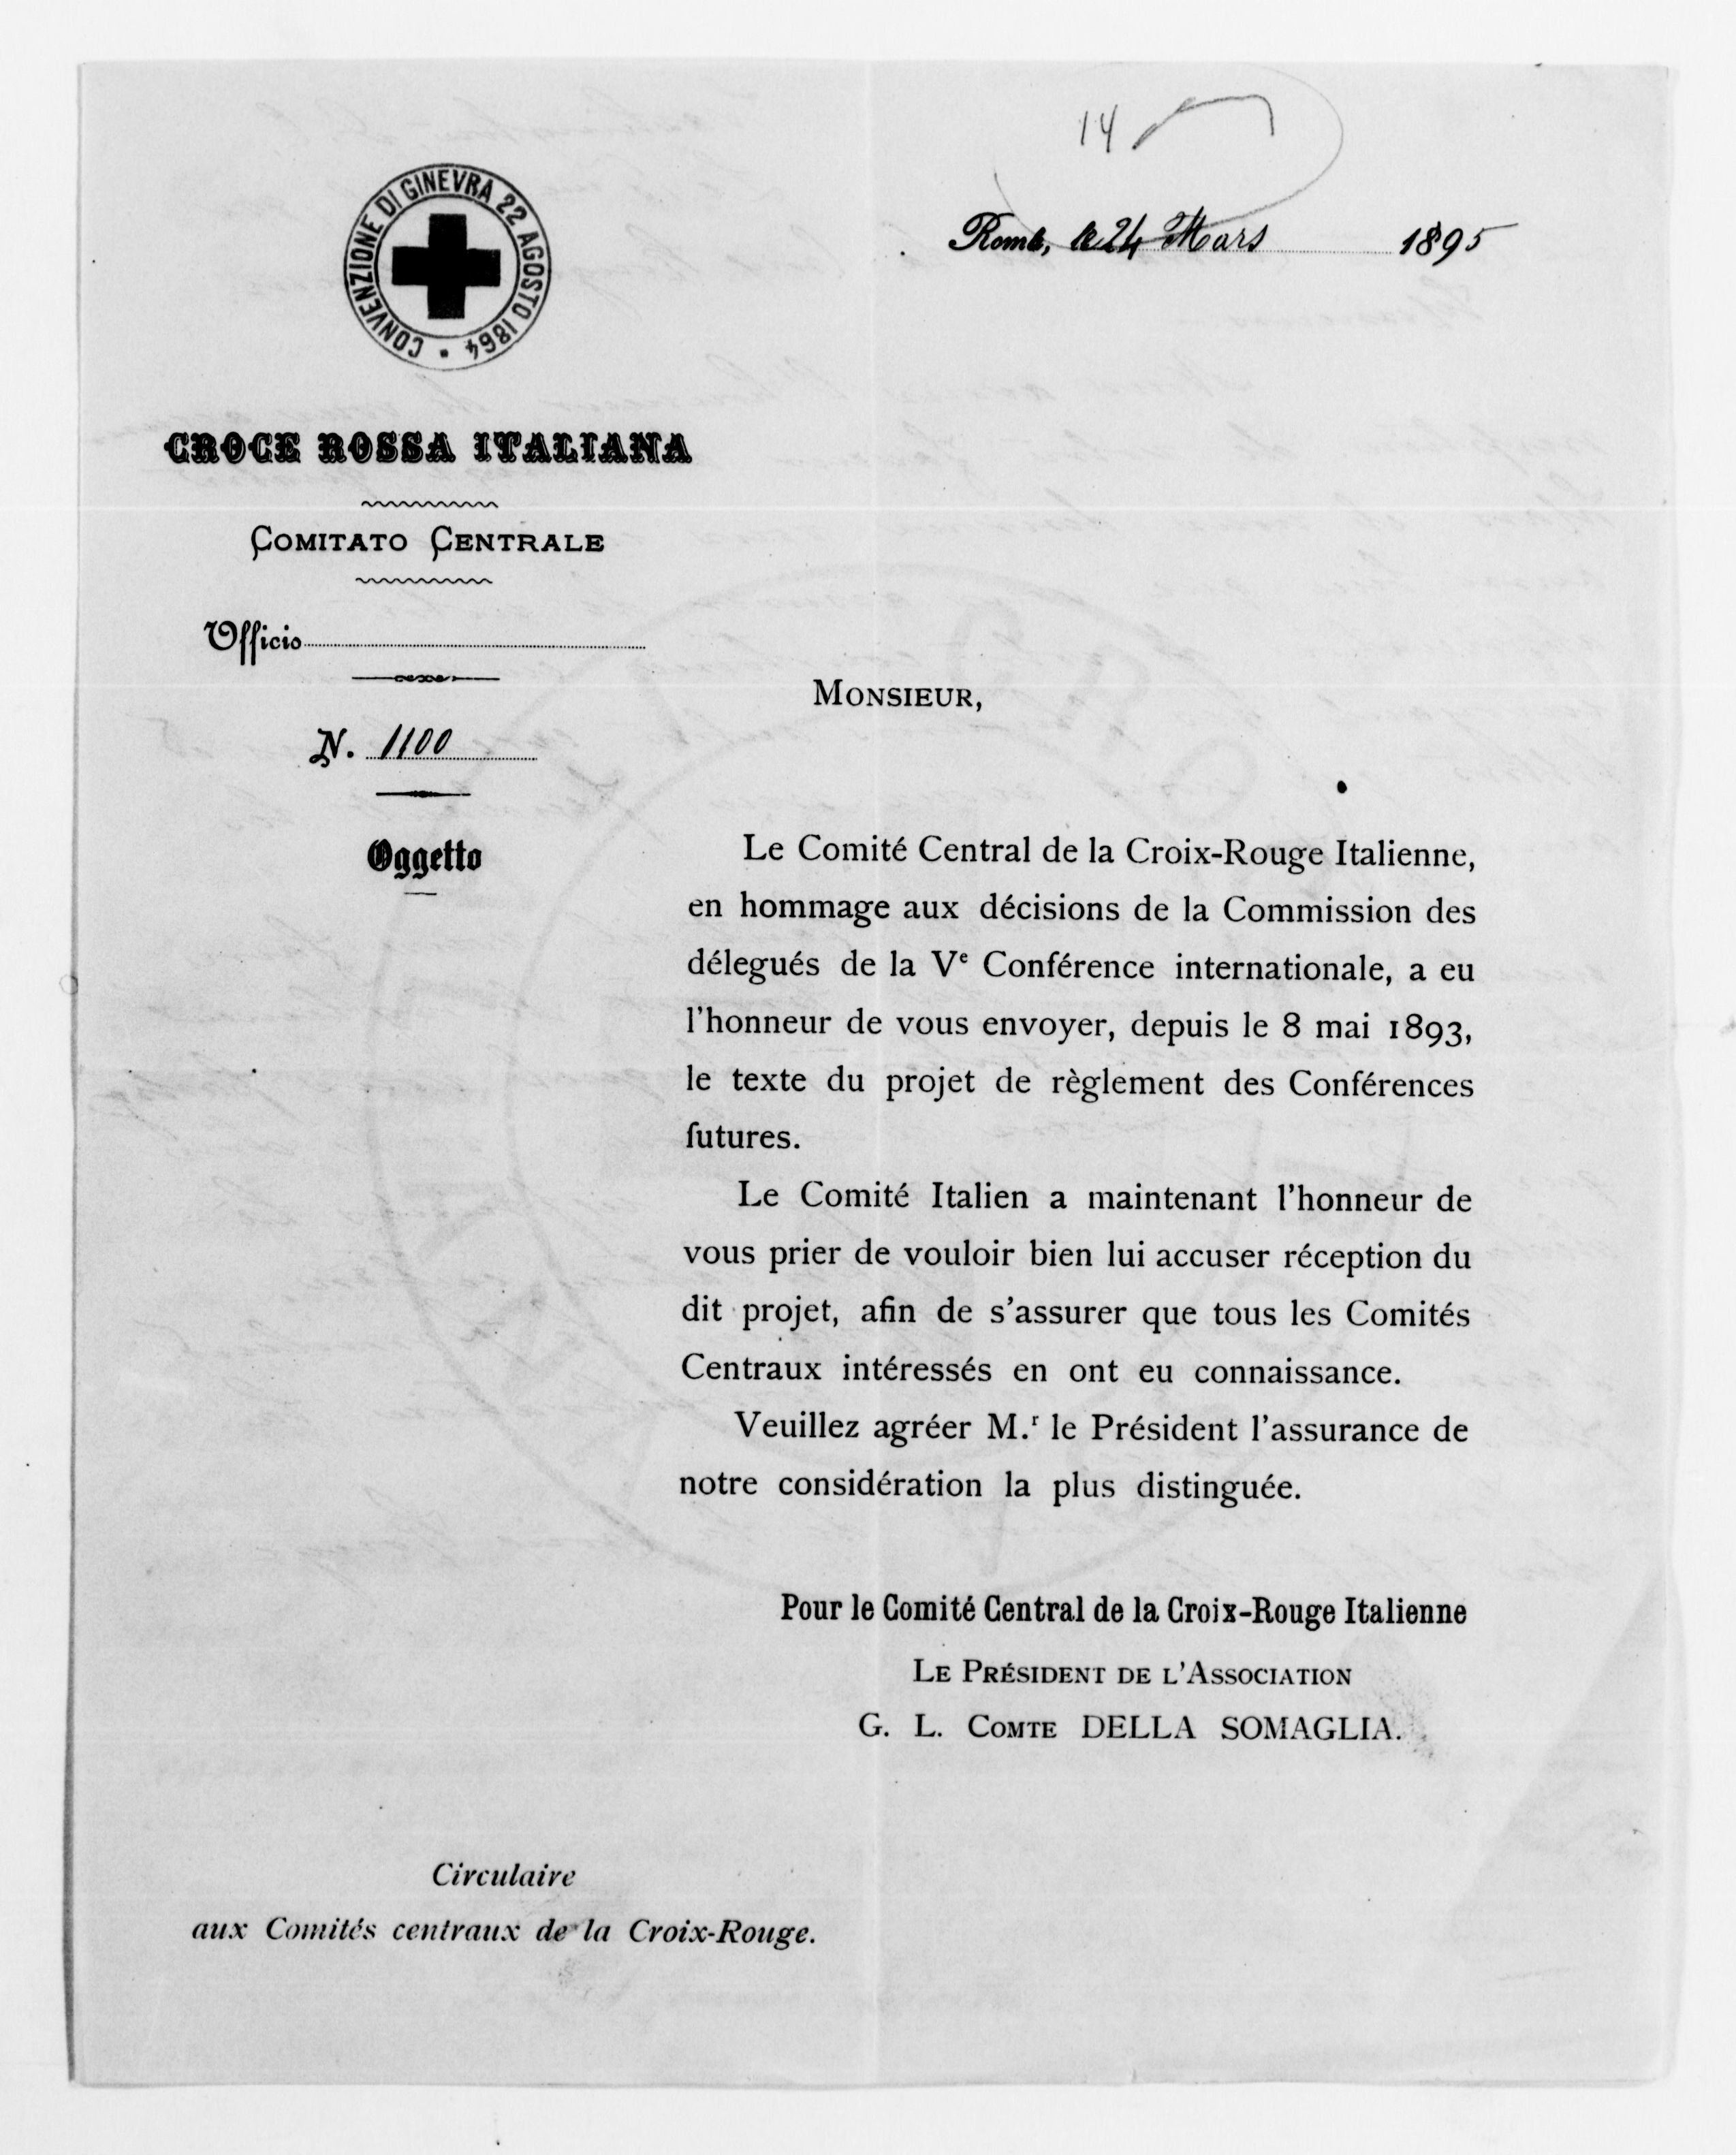 14
CONVENZIONE DI GINEVRA 22 AGOSTO 1864
Rome, le 24 Mars 1895
CROCE ROSSA ITALIANA
COMITATO CENTRALE
Officio
N. 1100
Oggetto
MONSIEUR,
Le Comité Central de la Croix-Rouge Italienne,
en hommage aux décisions de la Commission des
délegués de la Ve Conférence internationale, a eu
l'honneur de vous envoyer, depuis le 8 mai 1893,
le texte du projet de règlement des Conférences
futures.
Le Comité Italien a maintenant l'honneur de
vous prier de vouloir bien lui accuser réception du
dit projet, afin de s'assurer que tous les Comités
Centraux intéressés en ont eu connaissance.
Veuillez agréer M.r le Président l'assurance de
notre considération la plus distinguée.
Pour le Comité Central de la Croix-Rouge Italienne
LE PRÉSIDENT DE L'ASSOCIATION
G. L. COMTE DELLA SOMAGLIA.
Circulaire
aux Comités centraux de la Croix-Rouge.